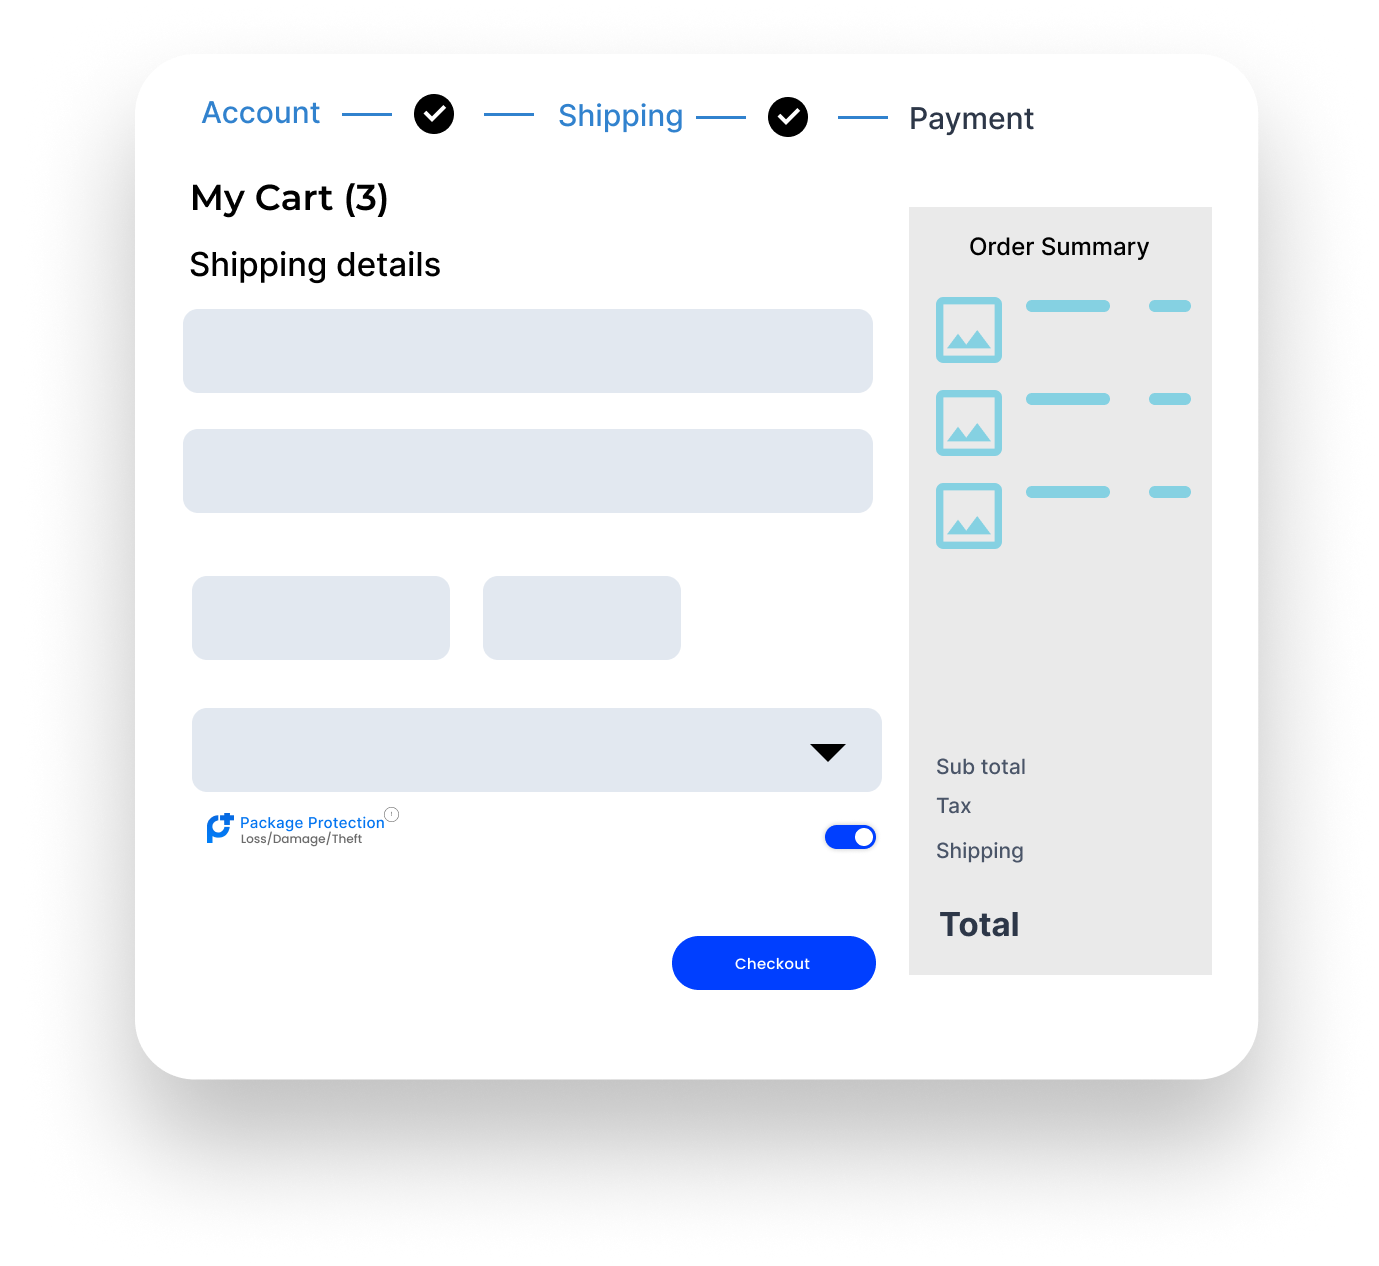 Account Shipping Payment
My Cart (3)
Shipping details
Order Summary
Package Protection
Loss/Damage/Theft
Checkout
Sub total
Tax
Shipping
Total